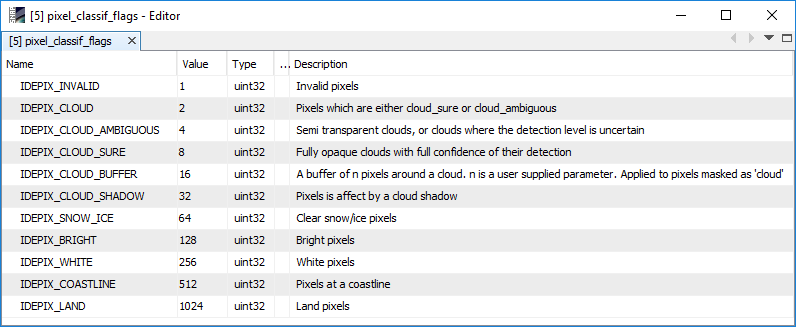 [5] pixel_classif_flags - Editor
[5] pixel_classif_flags
Name Value Type ... Description
IDEPIX_INVALID 1 uint32 Invalid pixels
IDEPIX_CLOUD 2 uint32 Pixels which are either cloud_sure or cloud_ambiguous
IDEPIX_CLOUD_AMBIGUOUS 4 uint32 Semi transparent clouds, or clouds where the detection level is uncertain
IDEPIX_CLOUD_SURE 8 uint32 Fully opaque clouds with full confidence of their detection
IDEPIX_CLOUD_BUFFER 16 uint32 A buffer of n pixels around a cloud. n is a user supplied parameter. Applied to pixels masked as 'cloud'
IDEPIX_CLOUD_SHADOW 32 uint32 Pixels is affect by a cloud shadow
IDEPIX_SNOW_ICE 64 uint32 Clear snow/ice pixels
IDEPIX_BRIGHT 128 uint32 Bright pixels
IDEPIX_WHITE 256 uint32 White pixels
IDEPIX_COASTLINE 512 uint32 Pixels at a coastline
IDEPIX_LAND 1024 uint32 Land pixels